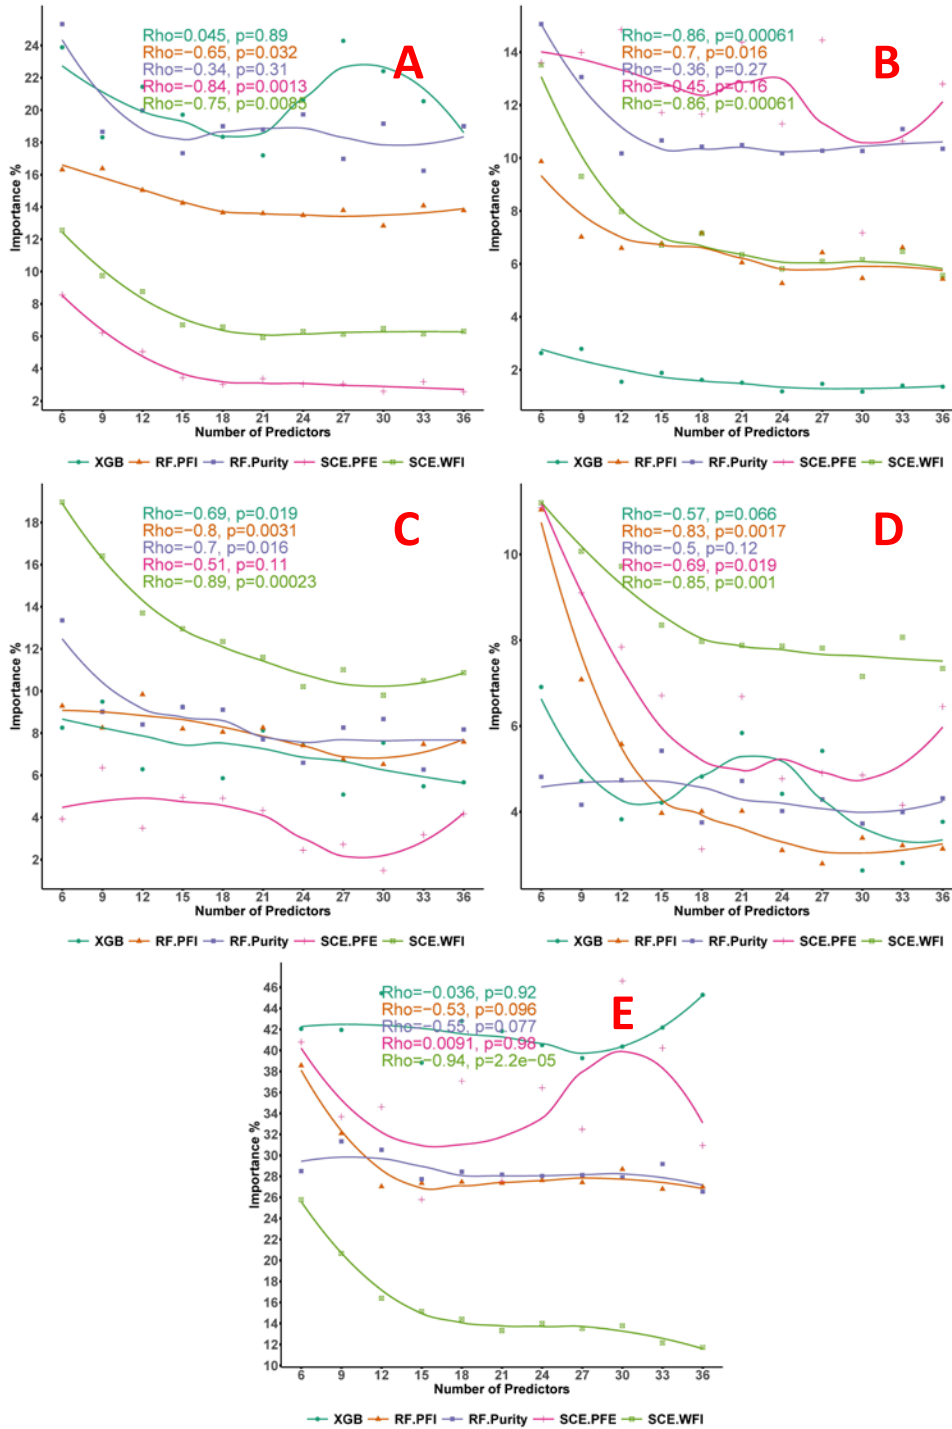 Rho=0.045, p=0.89
Rho=−0.65, p=0.032
Rho=−0.34, p=0.31
Rho=−0.84, p=0.0013
Rho=−0.75, p=0.0085
A
24
22
20
18
16
14
12
10
8
6
4
2
Importance %
6 9 12 15 18 21 24 27 30 33 36
Number of Predictors
XGB RF.PFI RF.Purity SCE.PFE SCE.WFI
Rho=−0.86, p=0.00061
Rho=−0.7, p=0.016
Rho=−0.36, p=0.27
Rho=−0.45, p=0.16
Rho=−0.86, p=0.00061
B
14
12
10
8
6
4
2
Importance %
6 9 12 15 18 21 24 27 30 33 36
Number of Predictors
XGB RF.PFI RF.Purity SCE.PFE SCE.WFI
Rho=−0.69, p=0.019
Rho=−0.8, p=0.0031
Rho=−0.7, p=0.016
Rho=−0.51, p=0.11
Rho=−0.89, p=0.00023
C
18
16
14
12
10
8
6
4
2
Importance %
6 9 12 15 18 21 24 27 30 33 36
Number of Predictors
XGB RF.PFI RF.Purity SCE.PFE SCE.WFI
Rho=−0.57, p=0.066
Rho=−0.83, p=0.0017
Rho=−0.5, p=0.12
Rho=−0.69, p=0.019
Rho=−0.85, p=0.001
D
10
8
6
4
Importance %
6 9 12 15 18 21 24 27 30 33 36
Number of Predictors
XGB RF.PFI RF.Purity SCE.PFE SCE.WFI
Rho=−0.036, p=0.92
Rho=−0.53, p=0.096
Rho=−0.55, p=0.077
Rho=0.0091, p=0.98
Rho=−0.94, p=2.2e−05
E
46
44
42
40
38
36
34
32
30
28
26
24
22
20
18
16
14
12
10
Importance %
6 9 12 15 18 21 24 27 30 33 36
Number of Predictors
XGB RF.PFI RF.Purity SCE.PFE SCE.WFI